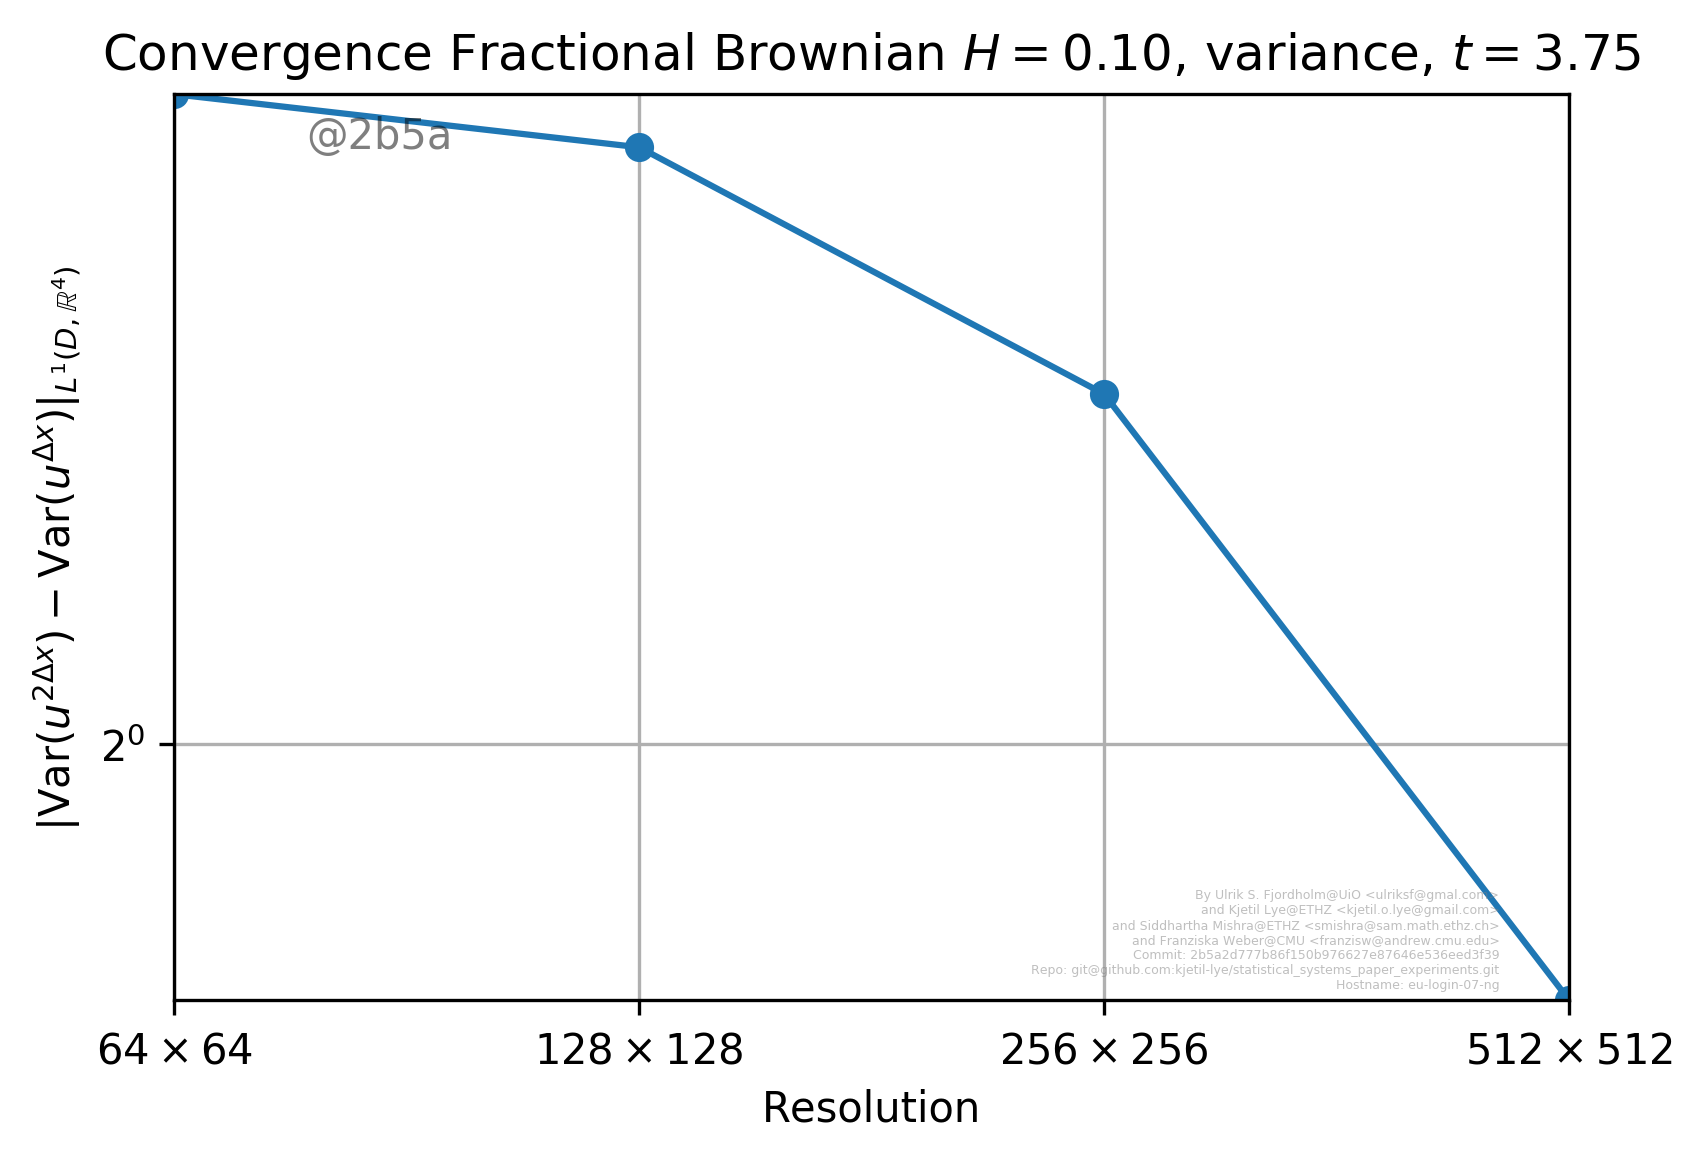 Convergence Fractional Brownian H = 0.10, variance, t = 3.75
@2b5a
|Var(u^{2Δx}) − Var(u^{Δx})|_{L^1(D, ℝ^4)}
2^0
By Ulrik S. Fjordholm@UiO <ulriksf@gmal.com>
and Kjetil Lye@ETHZ <kjetil.o.lye@gmail.com>
and Siddhartha Mishra@ETHZ <smishra@sam.math.ethz.ch>
and Franziska Weber@CMU <franzisw@andrew.cmu.edu>
Commit: 2b5a2d777b86f150b976627e87646e536eed3f39
Repo: git@github.com:kjetil-lye/statistical_systems_paper_experiments.git
Hostname: eu-login-07-ng
64 × 64 128 × 128 256 × 256 512 × 512
Resolution